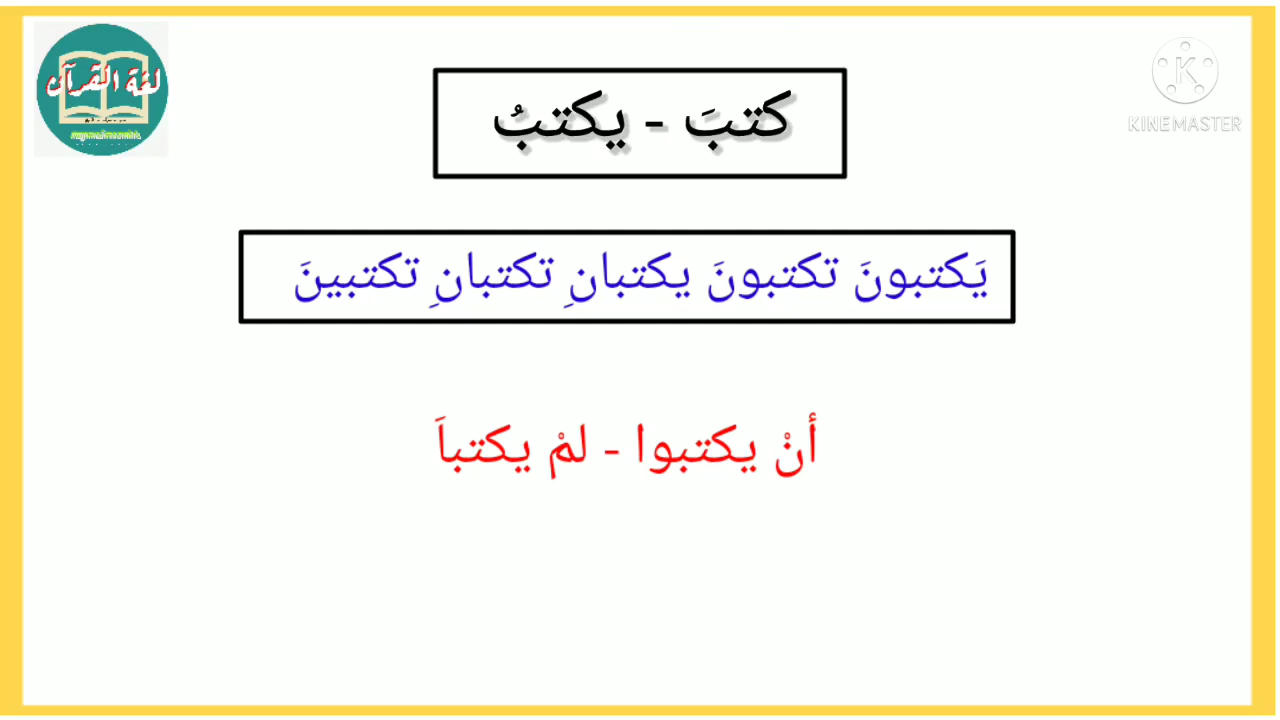 لغة القرآن
KINEMASTER
كتبَ - يكتبُ
يَكتبونَ تكتبونَ يكتبانِ تكتبانِ تكتبينَ
أنْ يكتبوا - لمْ يكتباَ